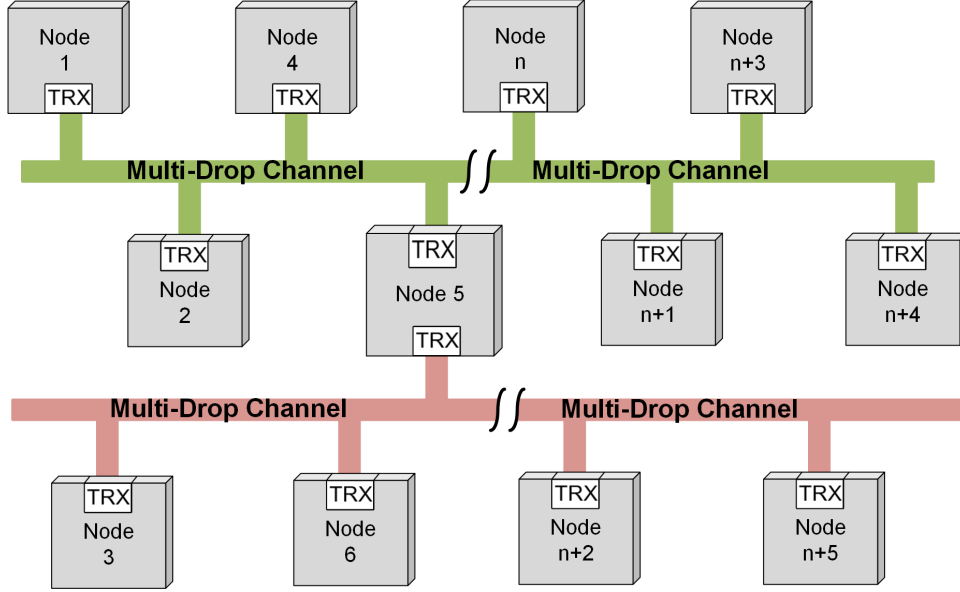 Node
1
TRX
Node
4
TRX
Node
n
TRX
Node
n+3
TRX
Multi-Drop Channel
Multi-Drop Channel
TRX
Node
2
TRX
Node 5
TRX
TRX
Node
n+1
TRX
Node
n+4
Multi-Drop Channel
Multi-Drop Channel
TRX
Node
3
TRX
Node
6
TRX
Node
n+2
TRX
Node
n+5